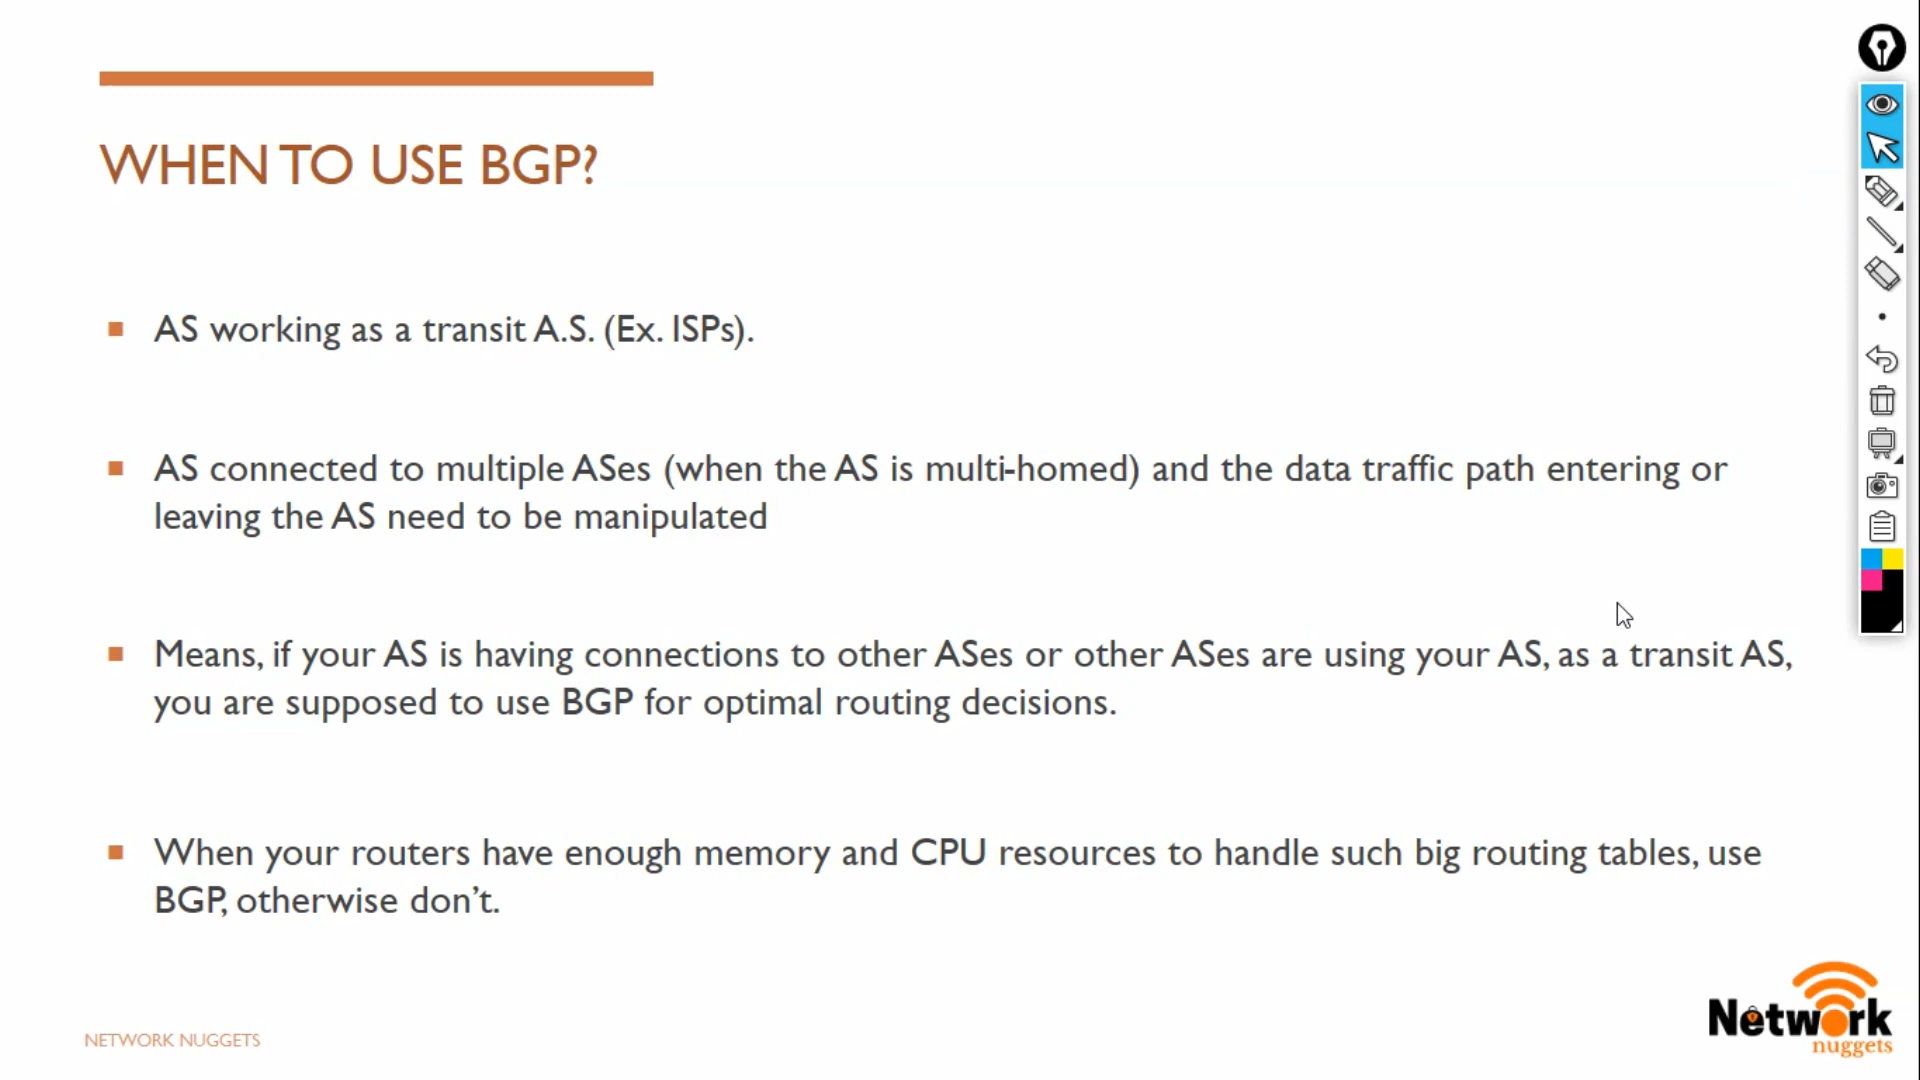 WHEN TO USE BGP?
AS working as a transit A.S. (Ex. ISPs).
AS connected to multiple ASes (when the AS is multi-homed) and the data traffic path entering or
leaving the AS need to be manipulated
Means, if your AS is having connections to other ASes or other ASes are using your AS, as a transit AS,
you are supposed to use BGP for optimal routing decisions.
When your routers have enough memory and CPU resources to handle such big routing tables, use
BGP, otherwise don't.
NETWORK NUGGETS
Network
nuggets